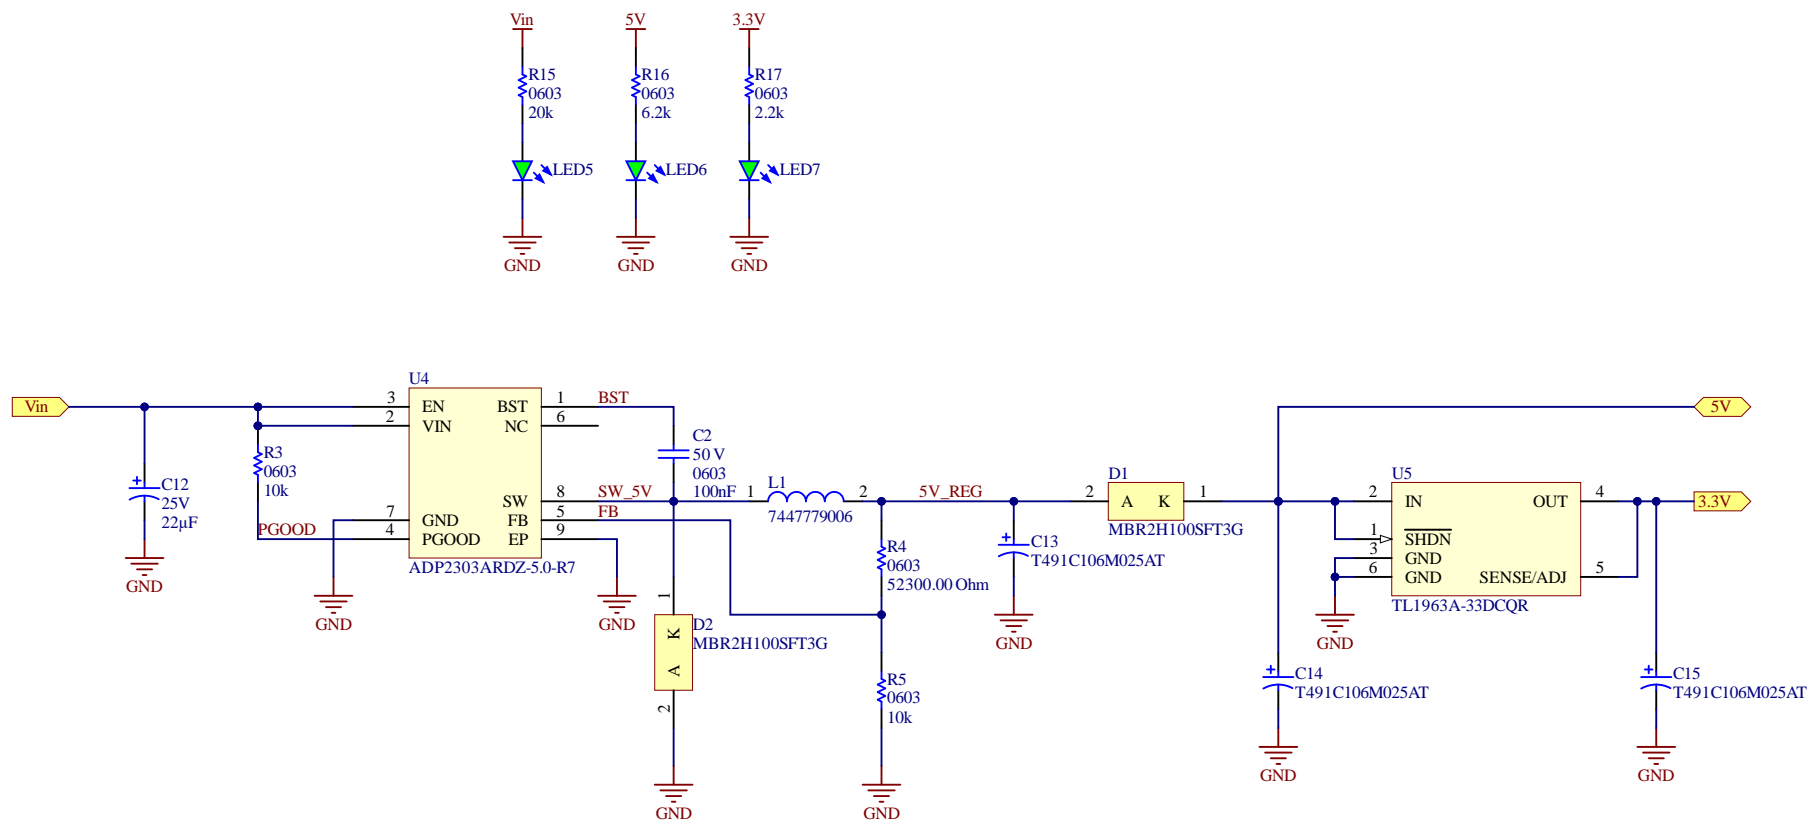 Vin
5V
3.3V
R15
0603
20k
R16
0603
6.2k
R17
0603
2.2k
LED5
LED6
LED7
GND
GND
GND
Vin
C12
25V
22µF
GND
R3
0603
10k
PGOOD
GND
U4
3
2
7
4
EN
VIN
GND
PGOOD
BST
NC
SW
FB
EP
1
6
8
5
9
ADP2303ARDZ-5.0-R7
BST
SW_5V
FB
GND
C2
50 V
0603
100nF
1
K
A
2
D2
MBR2H100SFT3G
GND
L1
1
2
7447779006
5V_REG
R4
0603
52300.00 Ohm
R5
0603
10k
GND
C13
T491C106M025AT
GND
D1
2
A
K
1
MBR2H100SFT3G
5V
C14
T491C106M025AT
GND
U5
2
1
3
6
IN
SHDN
GND
GND
OUT
SENSE/ADJ
4
5
TL1963A-33DCQR
GND
3.3V
C15
T491C106M025AT
GND